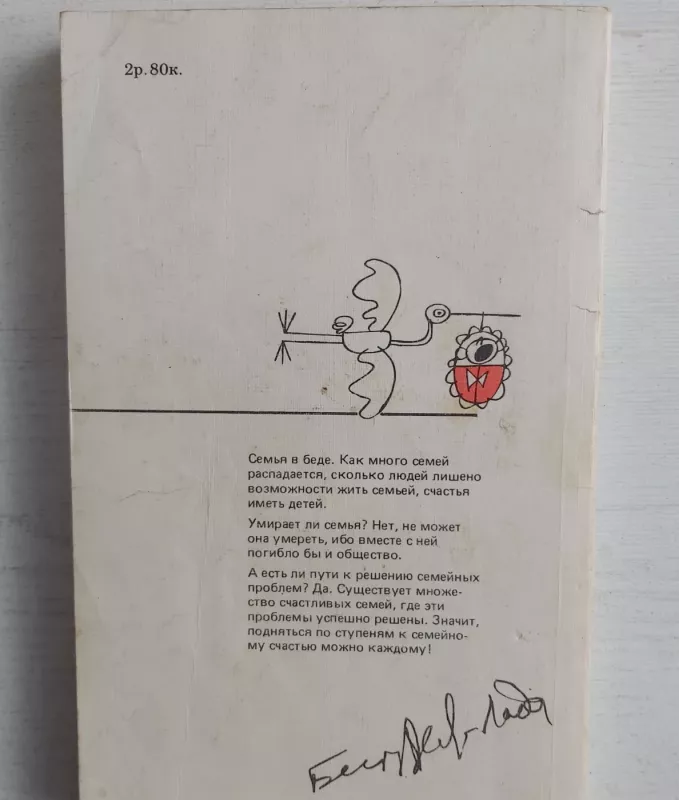 2р. 80к.
Семья в беде. Как много семей
распадается, сколько людей лишено
возможности жить семьей, счастья
иметь детей.
Умирает ли семья? Нет, не может
она умереть, ибо вместе с ней
погибло бы и общество.
А есть ли пути к решению семейных
проблем? Да. Существует множе-
ство счастливых семей, где эти
проблемы успешно решены. Значит,
подняться по ступеням к семейно-
му счастью можно каждому!